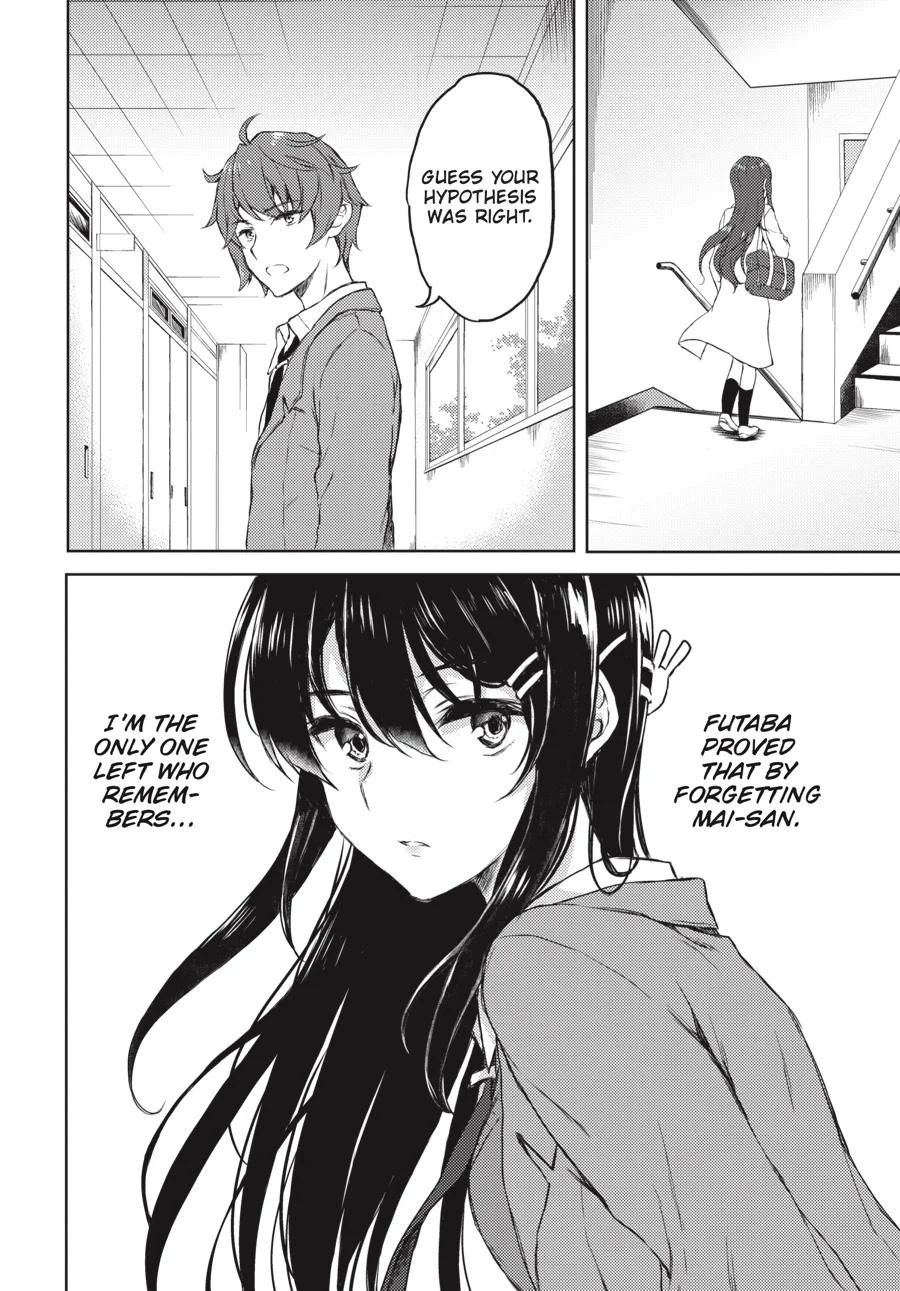 GUESS YOUR
HYPOTHESIS
WAS RIGHT.
FUTABA
PROVED
THAT BY
FORGETTING
MAI-SAN.
I'M THE
ONLY ONE
LEFT WHO
REMEM-
BERS...